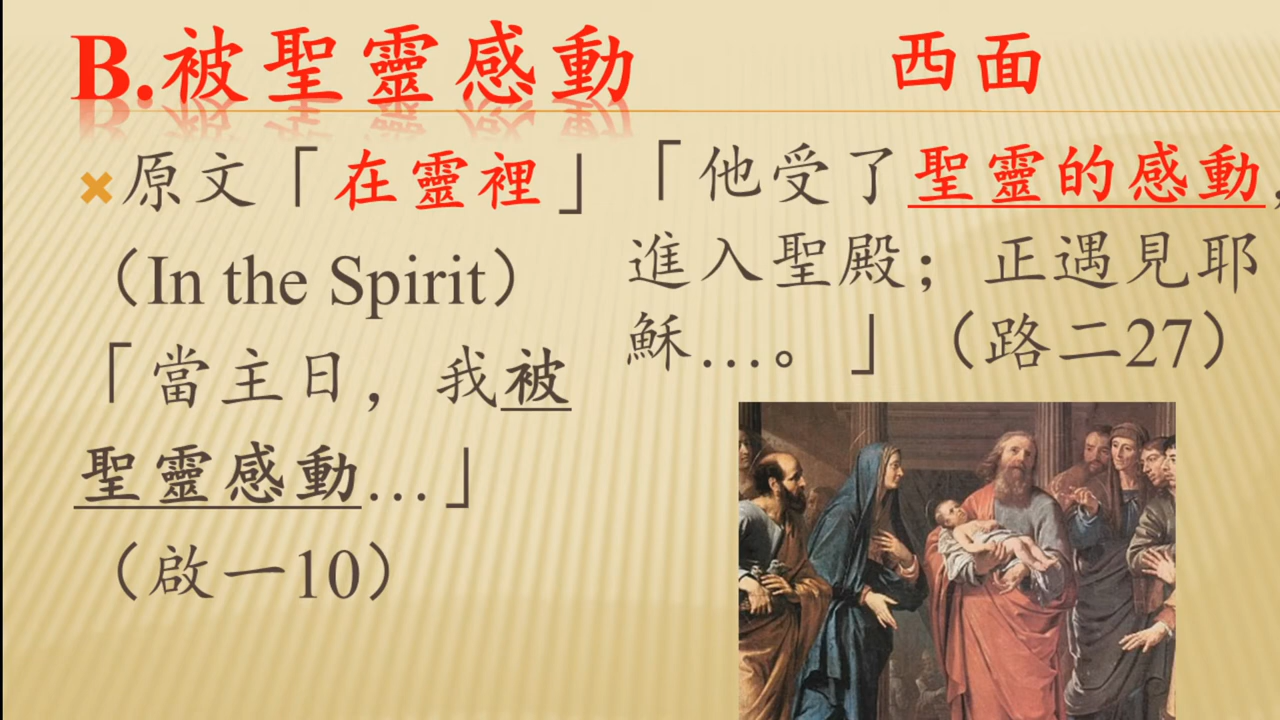 B.被聖靈感動
西面
原文「在靈裡」
（In the Spirit）
「當主日，我被
聖靈感動…」
（啟一10）
「他受了聖靈的感動，
進入聖殿；正遇見耶
穌…。」（路二27）